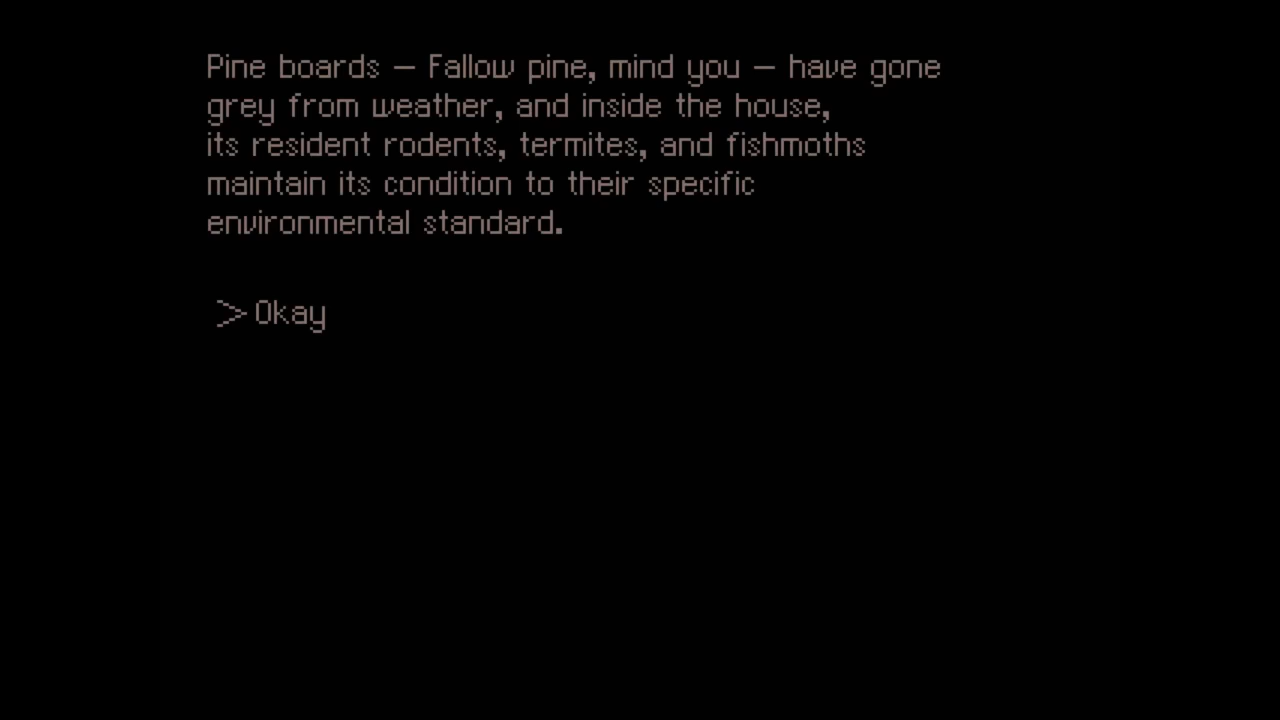 Pine boards — Fallow pine, mind you — have gone
grey from weather, and inside the house,
its resident rodents, termites, and fishmoths
maintain its condition to their specific
environmental standard.
> Okay